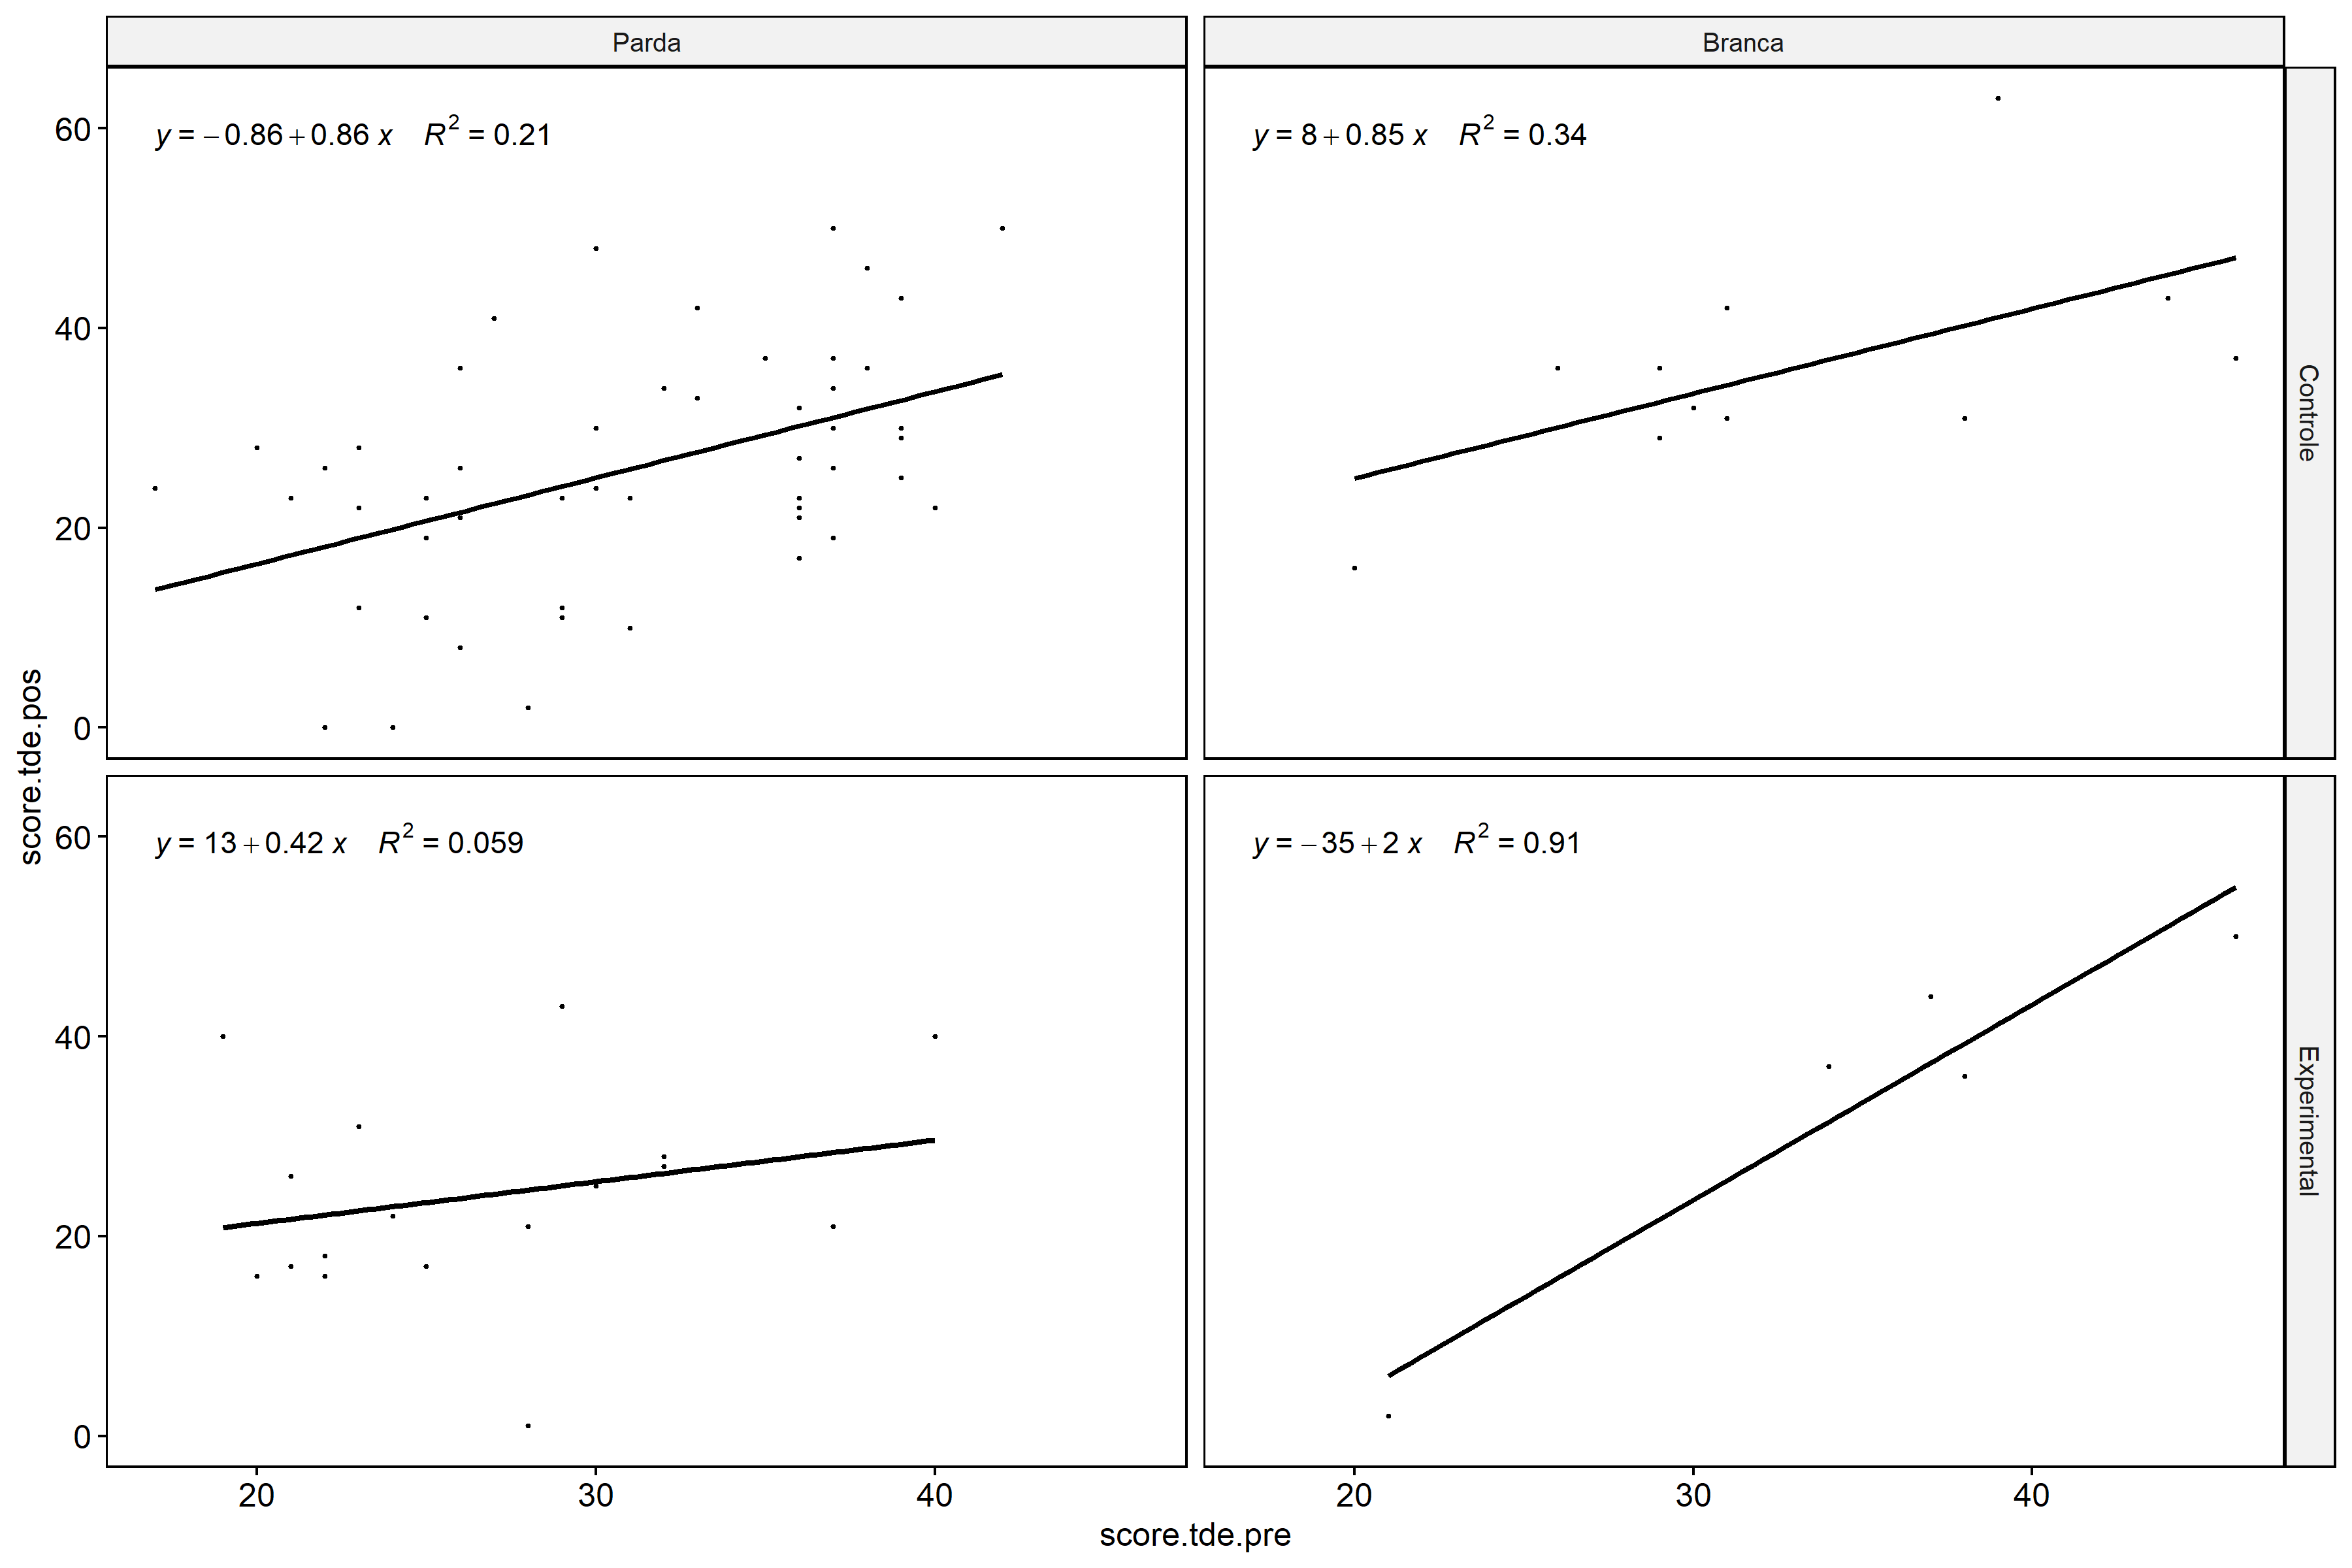 Parda
Branca
y = −0.86 + 0.86 x R² = 0.21
y = 8 + 0.85 x R² = 0.34
Controle
60
40
20
0
score.tde.pos
y = 13 + 0.42 x R² = 0.059
y = −35 + 2 x R² = 0.91
Experimental
60
40
20
0
20 30 40
20 30 40
score.tde.pre